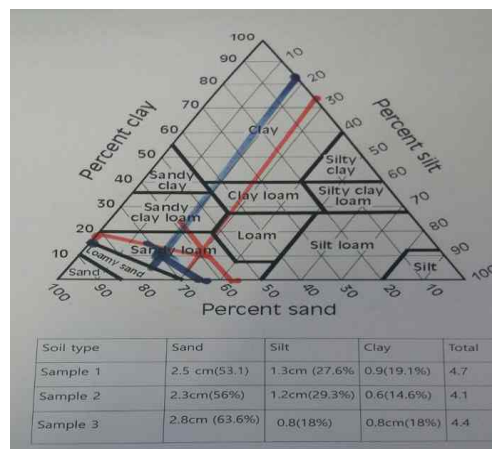 100
90
80
70
60
50
40
30
20
10
Percent clay
10
20
30
40
50
60
70
80
90
100
Percent silt
Clay
Silty
clay
Sandy
clay
Clay loam
Silty clay
loam
Sandy
clay loam
Loam
Silt loam
Sandy loam
Loamy sand
Sand
Silt
100
90
80
70
60
50
40
30
20
10
Percent sand
Soil type Sand Silt Clay Total
Sample 1 2.5 cm(53.1) 1.3cm (27.6% 0.9(19.1%) 4.7
Sample 2 2.3cm(56%) 1.2cm(29.3%) 0.6(14.6%) 4.1
Sample 3 2.8cm (63.6%) 0.8(18%) 0.8cm(18%) 4.4